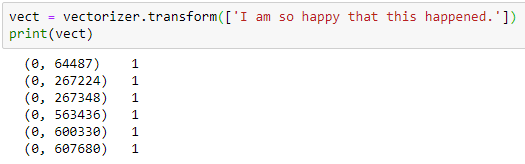 vect = vectorizer.transform(['I am so happy that this happened.'])
print(vect)
(0, 64487)    1
(0, 267224)   1
(0, 267348)   1
(0, 563436)   1
(0, 600330)   1
(0, 607680)   1